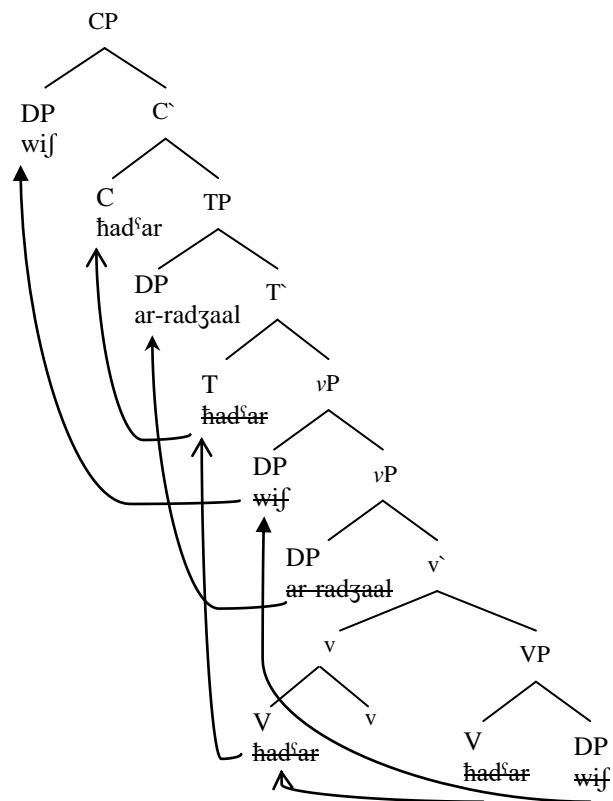 CP
DP
wiʃ
C`
C
ħadˤar
TP
DP
ar-radʒaal
T`
T
ħadˤar
vP
DP
wiʃ
vP
DP
ar-radʒaal
v`
v
VP
V
ħadˤar
v
V
ħadˤar
DP
wiʃ